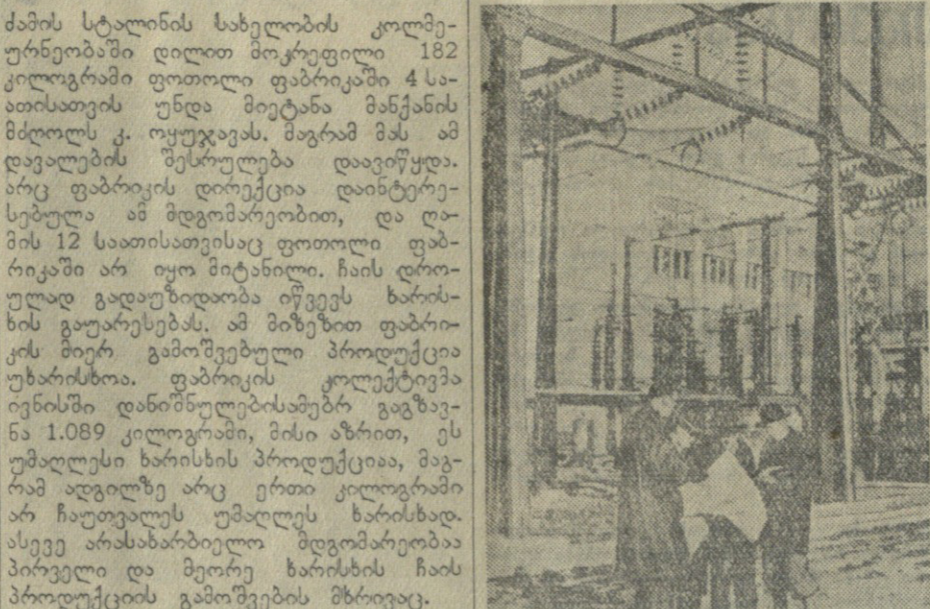 ძამის სტალინის სახელობის კოლმე-
ურნეობაში დილით მოკრეფილი 182
კილოგრამი ფოთოლი ფაბრიკაში 4 სა-
ათისათვის უნდა მიეტანა მანქანის
მძღოლს კ. ოყუჯავას. მაგრამ მას ამ
დავალების შესრულება დაავიწყდა.
არც ფაბრიკის დირექცია დაინტერე-
სებულა ამ მდგომარეობით, და ღა-
მის 12 საათისათვისაც ფოთოლი ფაბ-
რიკაში არ იყო მიტანილი. ჩაის დრო-
ულად გადაუზიდაობა იწვევს ხარის-
ხის გაუარესებას. ამ მიზეზით ფაბრი-
კის მიერ გამოშვებული პროდუქცია
უხარისხოა. ფაბრიკის კოლექტივმა
ივნისში დანიშნულებისამებრ გაგზავ-
ნა 1.089 კილოგრამი, მისი აზრით, ეს
უმაღლესი ხარისხის პროდუქციაა, მაგ-
რამ ადგილზე არც ერთი კილოგრამი
არ ჩაუთვალეს უმაღლეს ხარისხად.
ასევე არასახარბიელო მდგომარეობაა
პირველი და მეორე ხარისხის ჩაის
პროდუქციის გამოშვების მხრივაც.